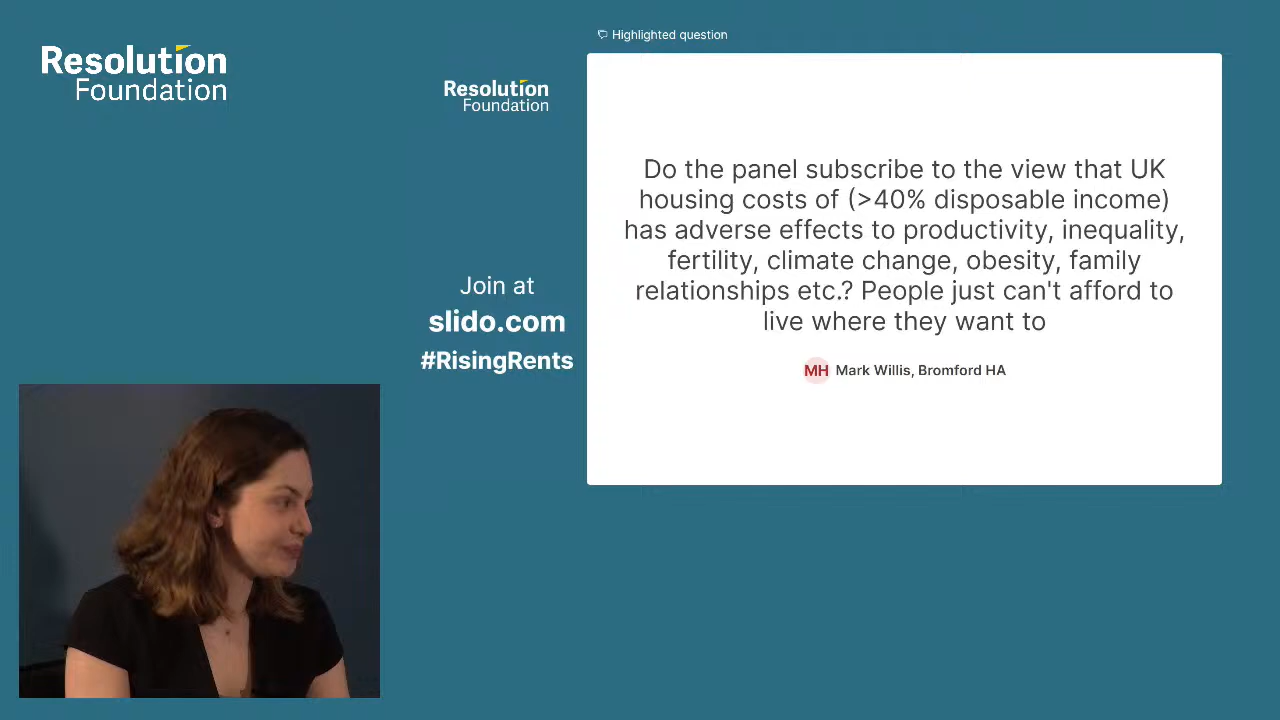 Resolution
Foundation
Highlighted question
Resolution
Foundation
Join at
slido.com
#RisingRents
Do the panel subscribe to the view that UK
housing costs of (>40% disposable income)
has adverse effects to productivity, inequality,
fertility, climate change, obesity, family
relationships etc.? People just can't afford to
live where they want to
MH Mark Willis, Bromford HA